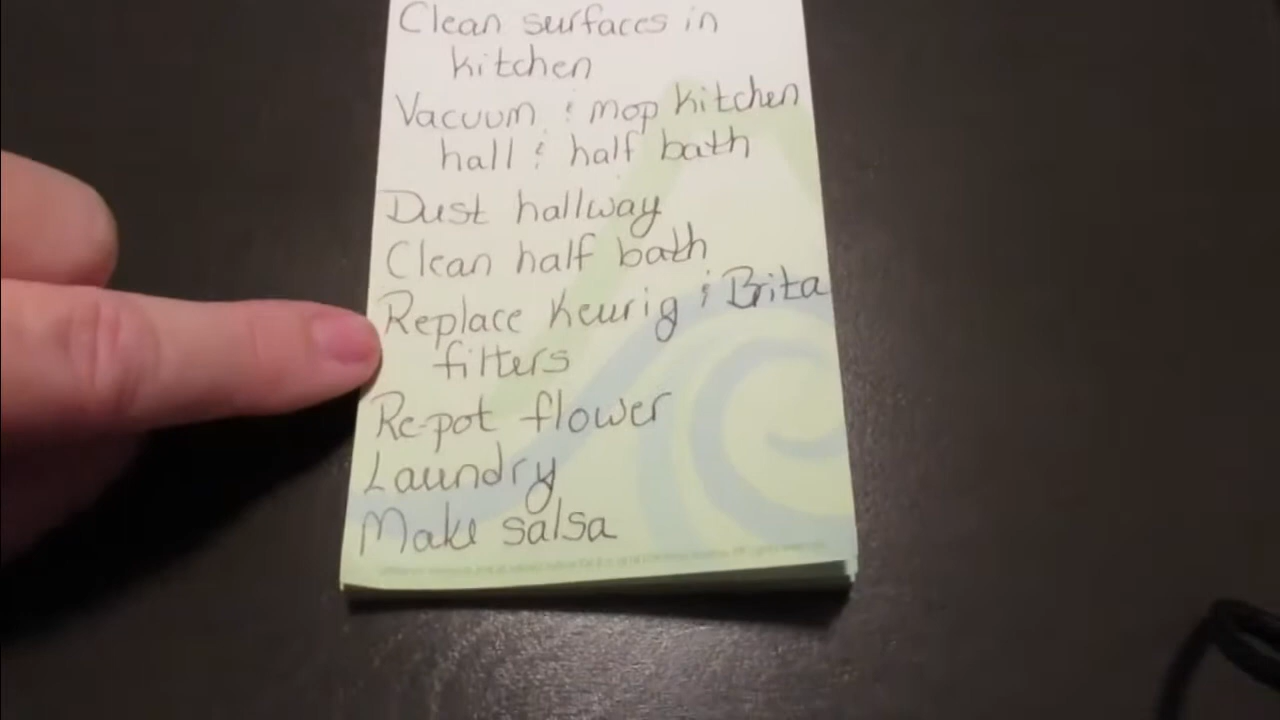 Clean surfaces in
kitchen
Vacuum & mop kitchen
hall & half bath
Dust hallway
Clean half bath
Replace Keurig & Brita
filters
Re-pot flower
Laundry
Make salsa